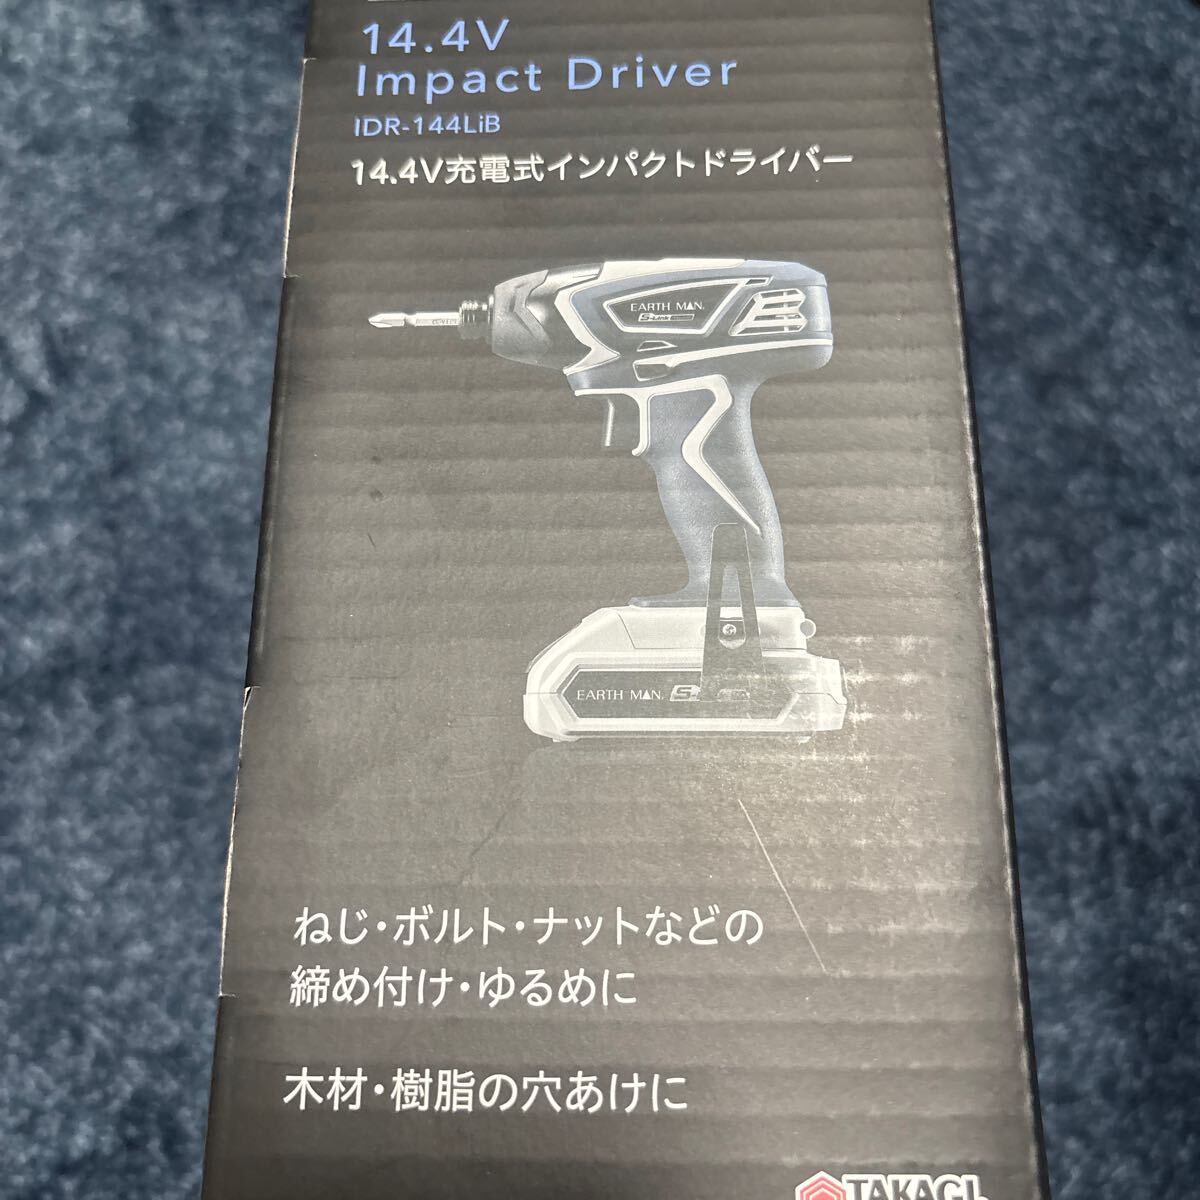 14.4V
Impact Driver
IDR-144LiB
14.4V充電式インパクトドライバー
EARTH MAN
S-Link
EARTH MAN
ねじ・ボルト・ナットなどの
締め付け・ゆるめに
木材・樹脂の穴あけに
TAKAGI